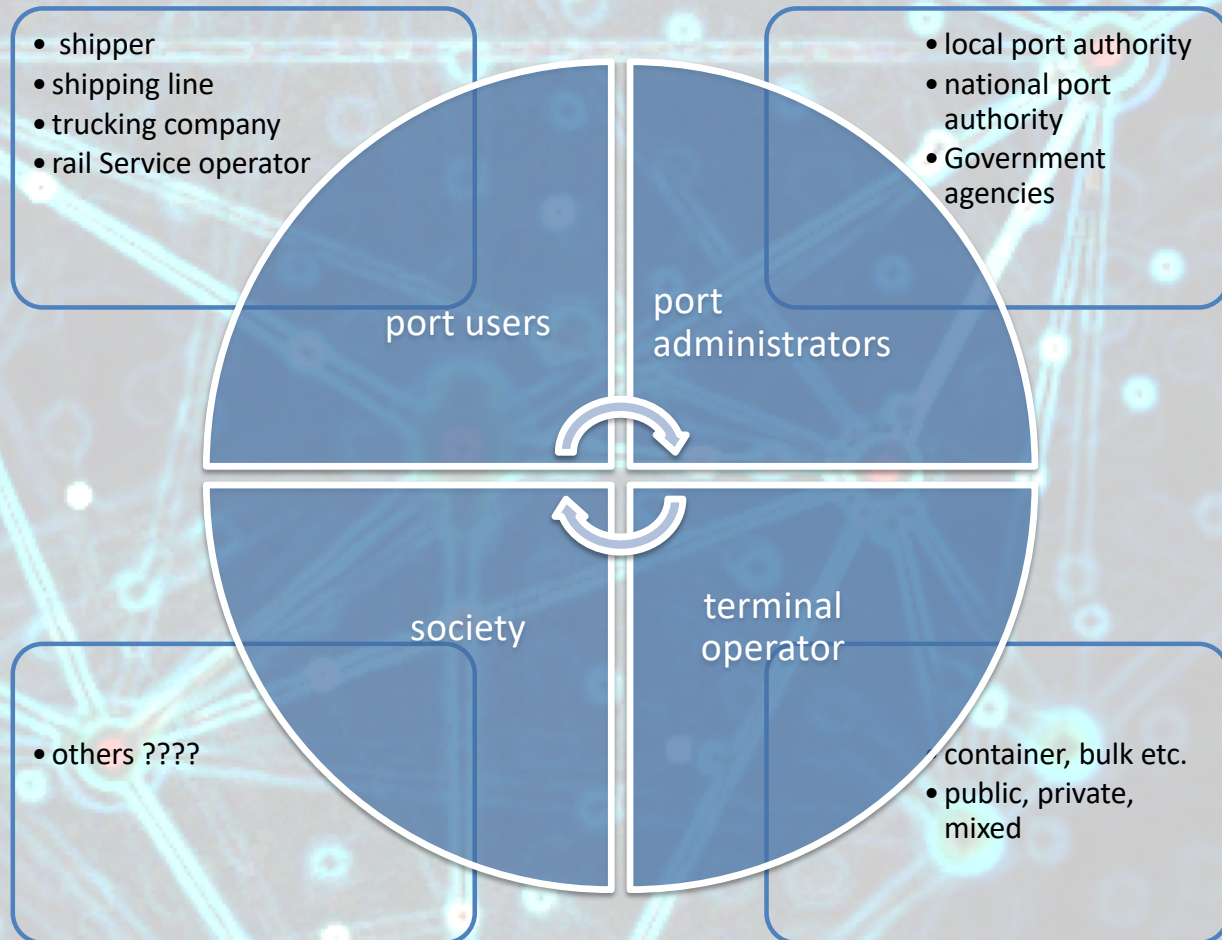 • shipper
• shipping line
• trucking company
• rail Service operator
• local port authority
• national port
authority
• Government
agencies
port users
port
administrators
society
terminal
operator
• others ????
• container, bulk etc.
• public, private,
mixed